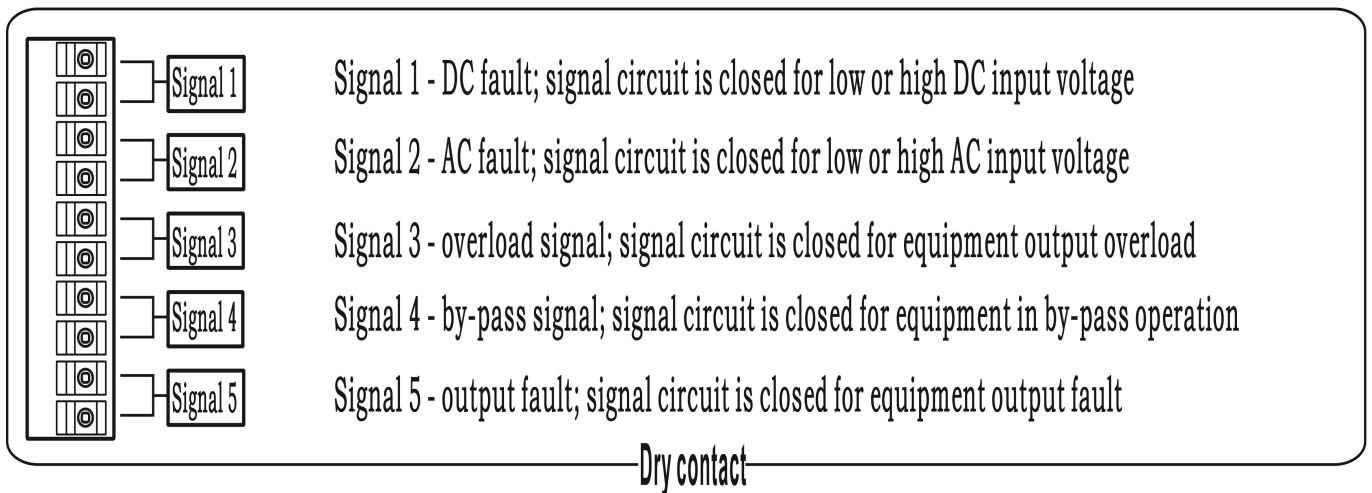 Signal 1 Signal 1 - DC fault; signal circuit is closed for low or high DC input voltage
Signal 2 Signal 2 - AC fault; signal circuit is closed for low or high AC input voltage
Signal 3 Signal 3 - overload signal; signal circuit is closed for equipment output overload
Signal 4 Signal 4 - by-pass signal; signal circuit is closed for equipment in by-pass operation
Signal 5 Signal 5 - output fault; signal circuit is closed for equipment output fault
Dry contact